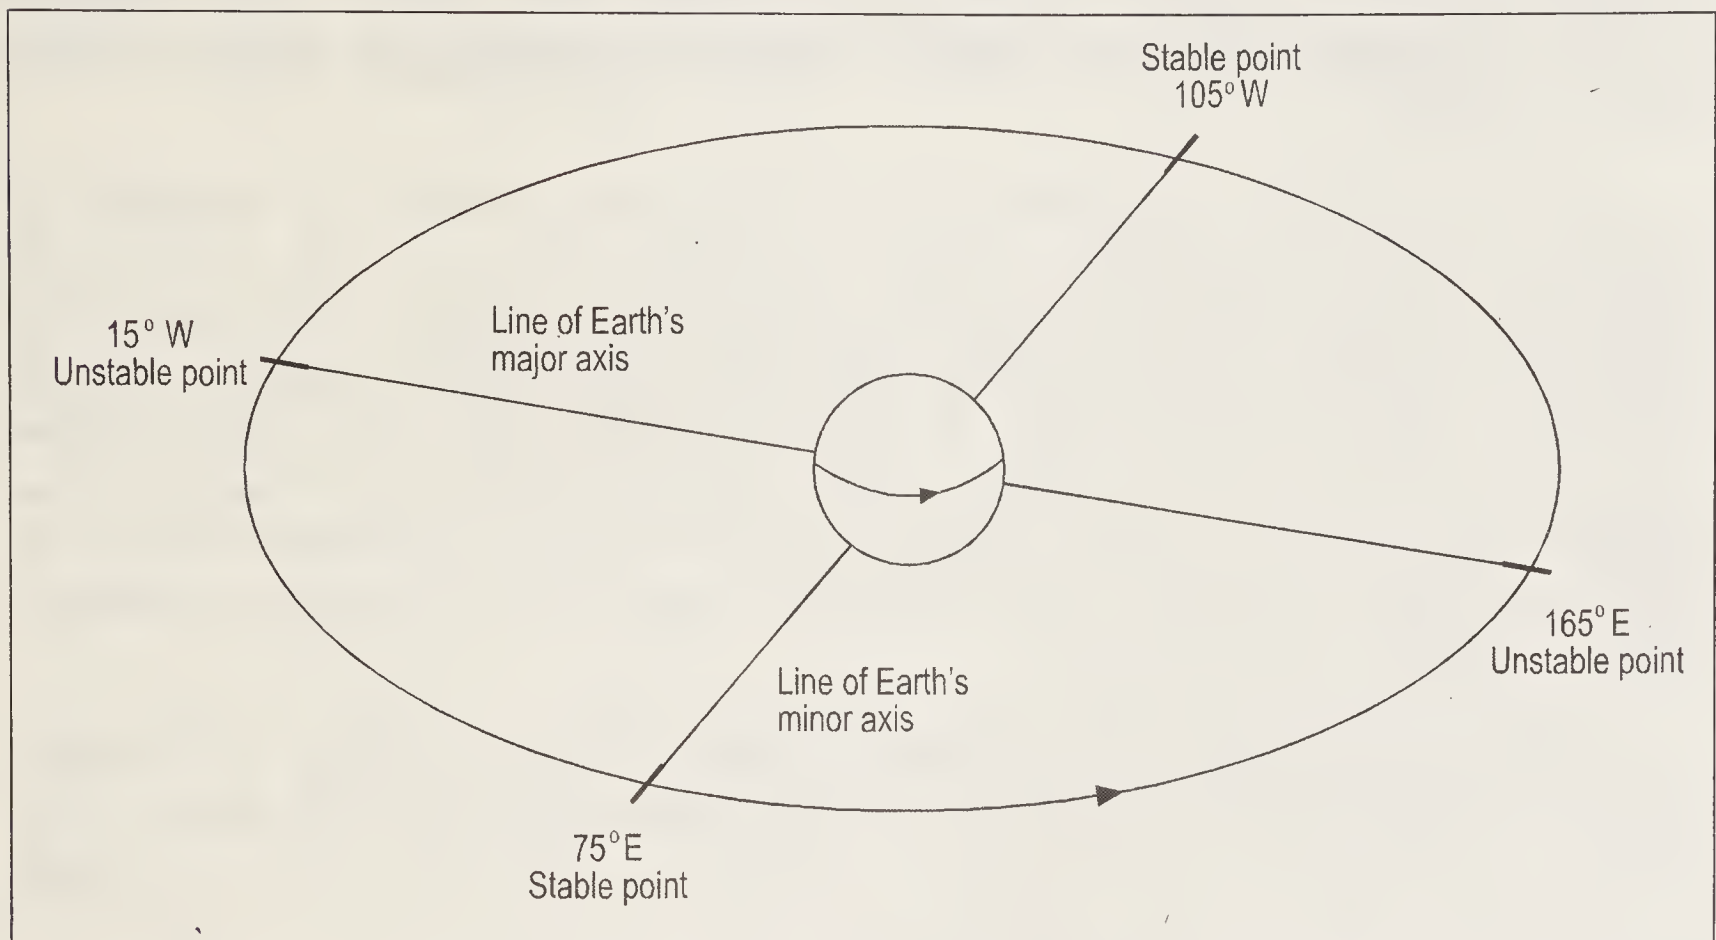 Stable point
105° W
15° W
Unstable point
Line of Earth's
major axis
165° E
Unstable point
Line of Earth's
minor axis
75° E
Stable point